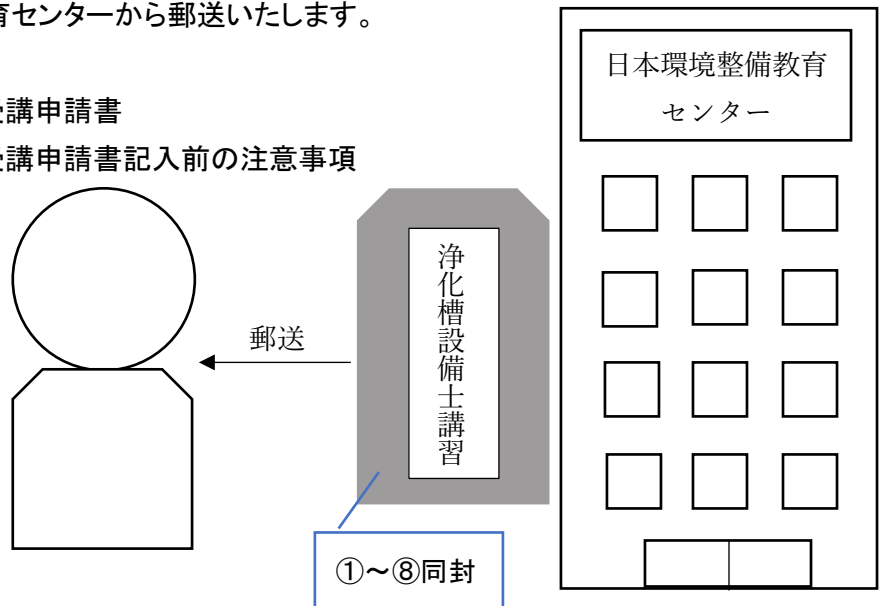 育センターから郵送いたします。
受講申請書
受講申請書記入前の注意事項
日本環境整備教育
センター
浄化槽設備士講習
郵送
①～⑧同封